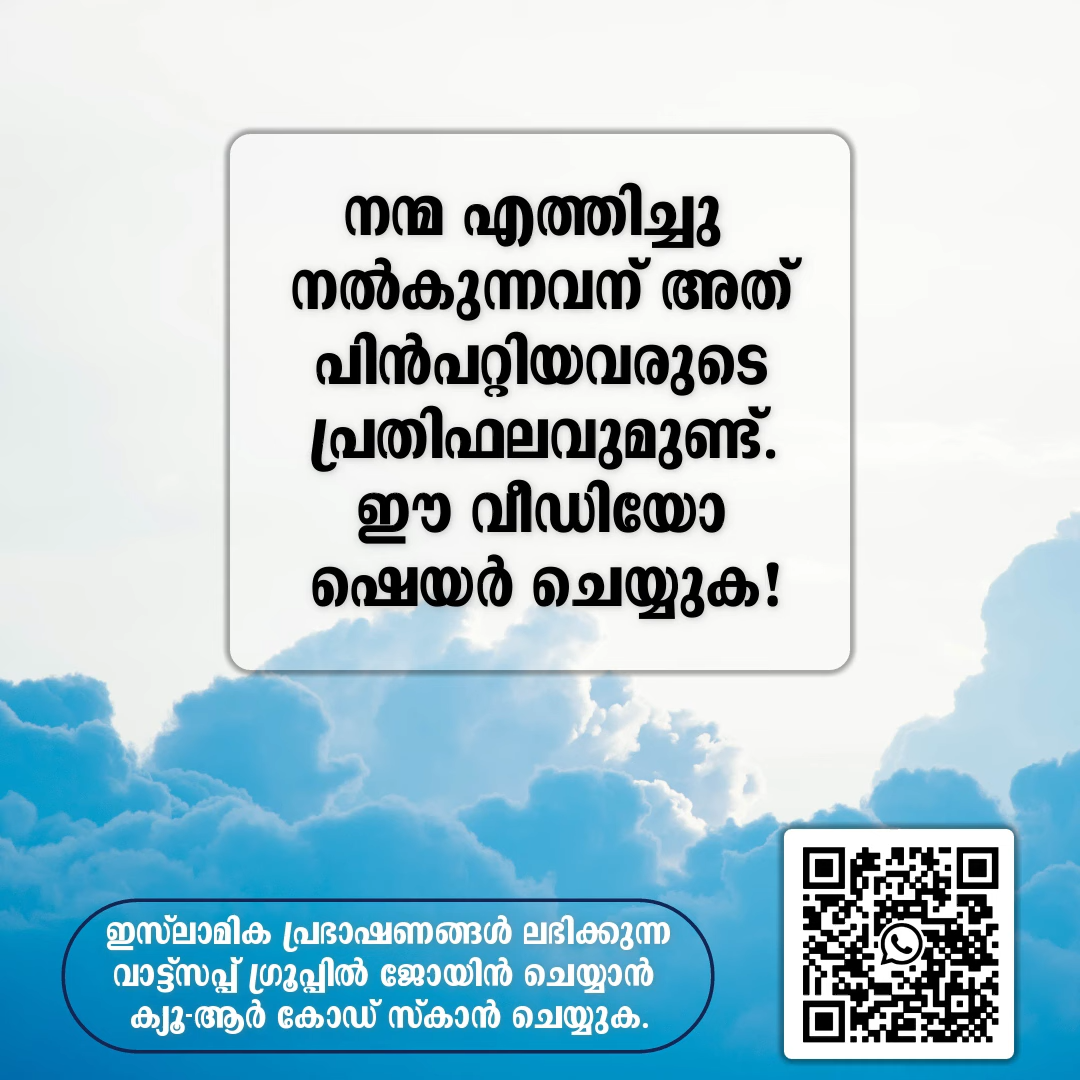 നന്മ എത്തിച്ചു
നൽകുന്നവന് അത്
പിൻപറ്റിയവരുടെ
പ്രതിഫലവുമുണ്ട്.
ഈ വീഡിയോ
ഷെയർ ചെയ്യുക!
ഇസ്‌ലാമിക പ്രഭാഷണങ്ങൾ ലഭിക്കുന്ന
വാട്ട്സപ്പ് ഗ്രൂപ്പിൽ ജോയിൻ ചെയ്യാൻ
ക്യൂ-ആർ കോഡ് സ്കാൻ ചെയ്യുക.